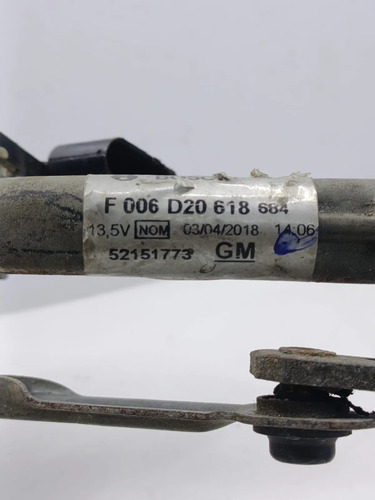 F 006 D20 618 684
13,5V NOM 03/04/2018 14:06
52151773 GM